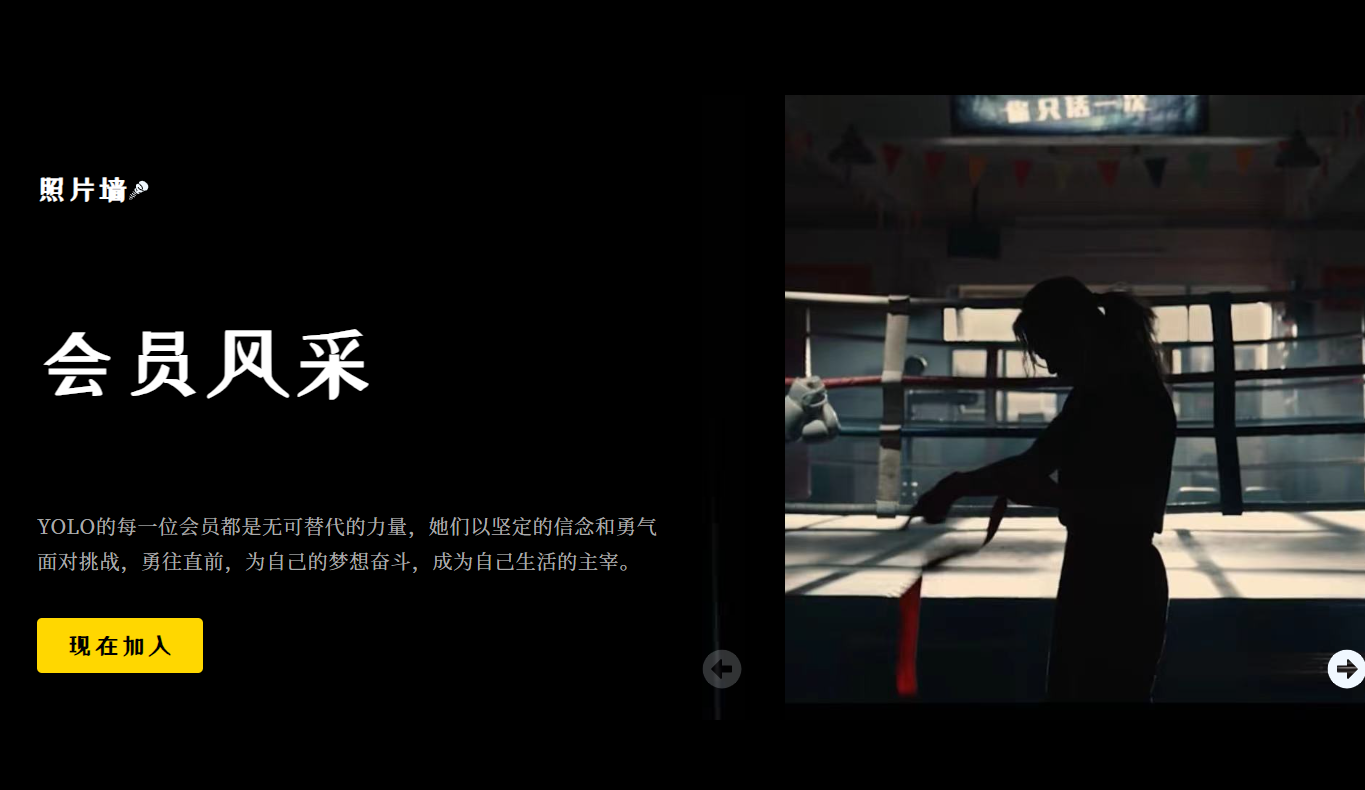 照片墙
会员风采
YOLO的每一位会员都是无可替代的力量，她们以坚定的信念和勇气
面对挑战，勇往直前，为自己的梦想奋斗，成为自己生活的主宰。
现在加入
你只活一次